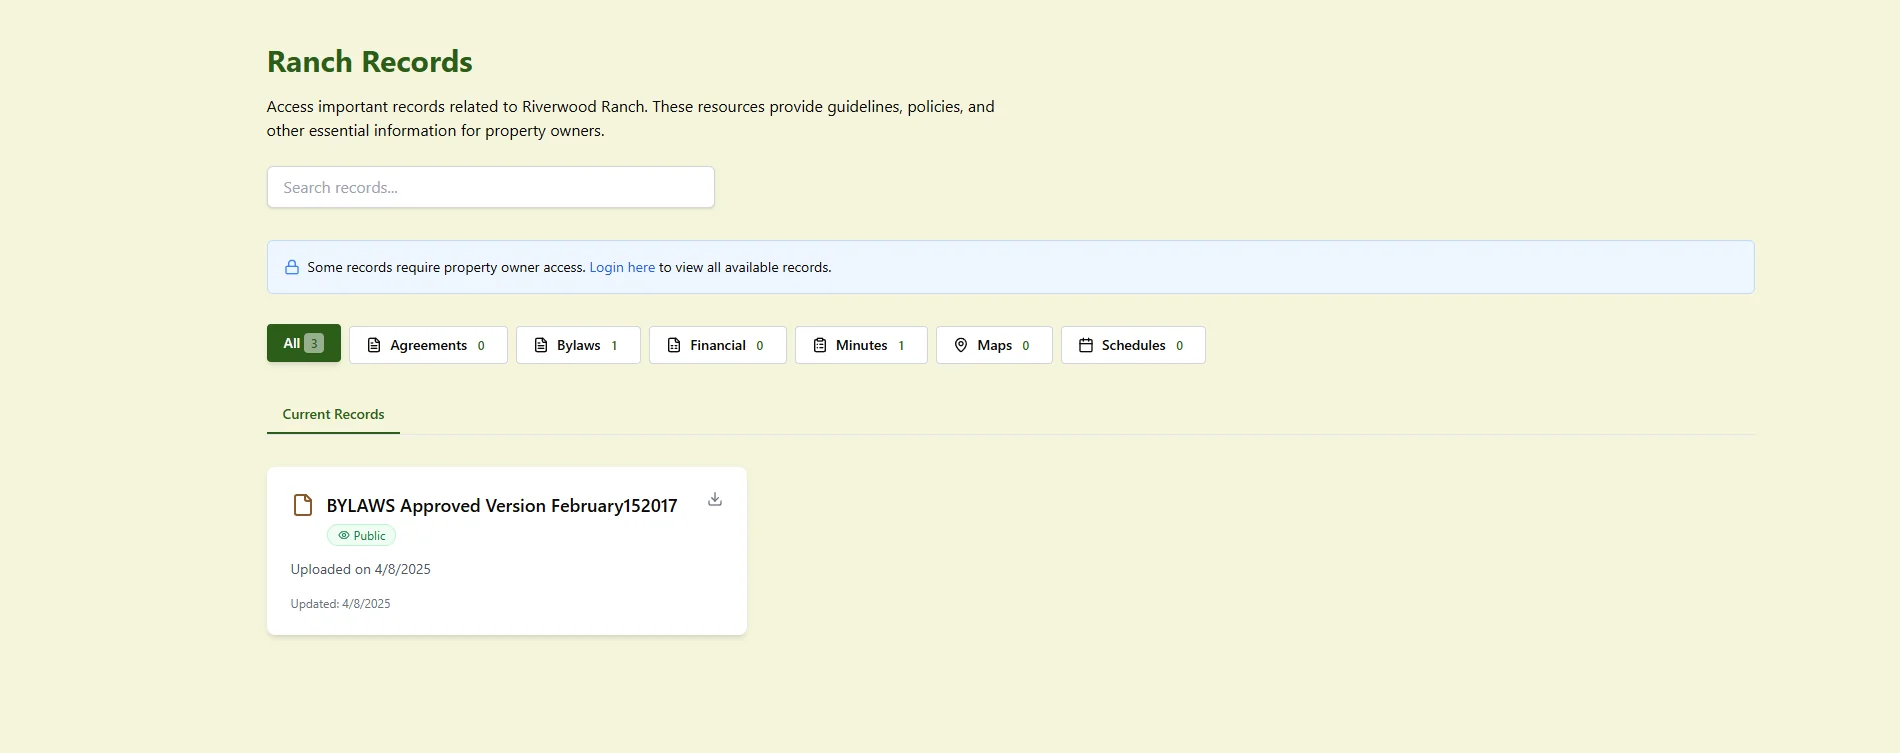 Ranch Records
Access important records related to Riverwood Ranch. These resources provide guidelines, policies, and
other essential information for property owners.
Search records...
Some records require property owner access. Login here to view all available records.
All 3 Agreements 0 Bylaws 1 Financial 0 Minutes 1 Maps 0 Schedules 0
Current Records
BYLAWS Approved Version February152017
Public
Uploaded on 4/8/2025
Updated: 4/8/2025